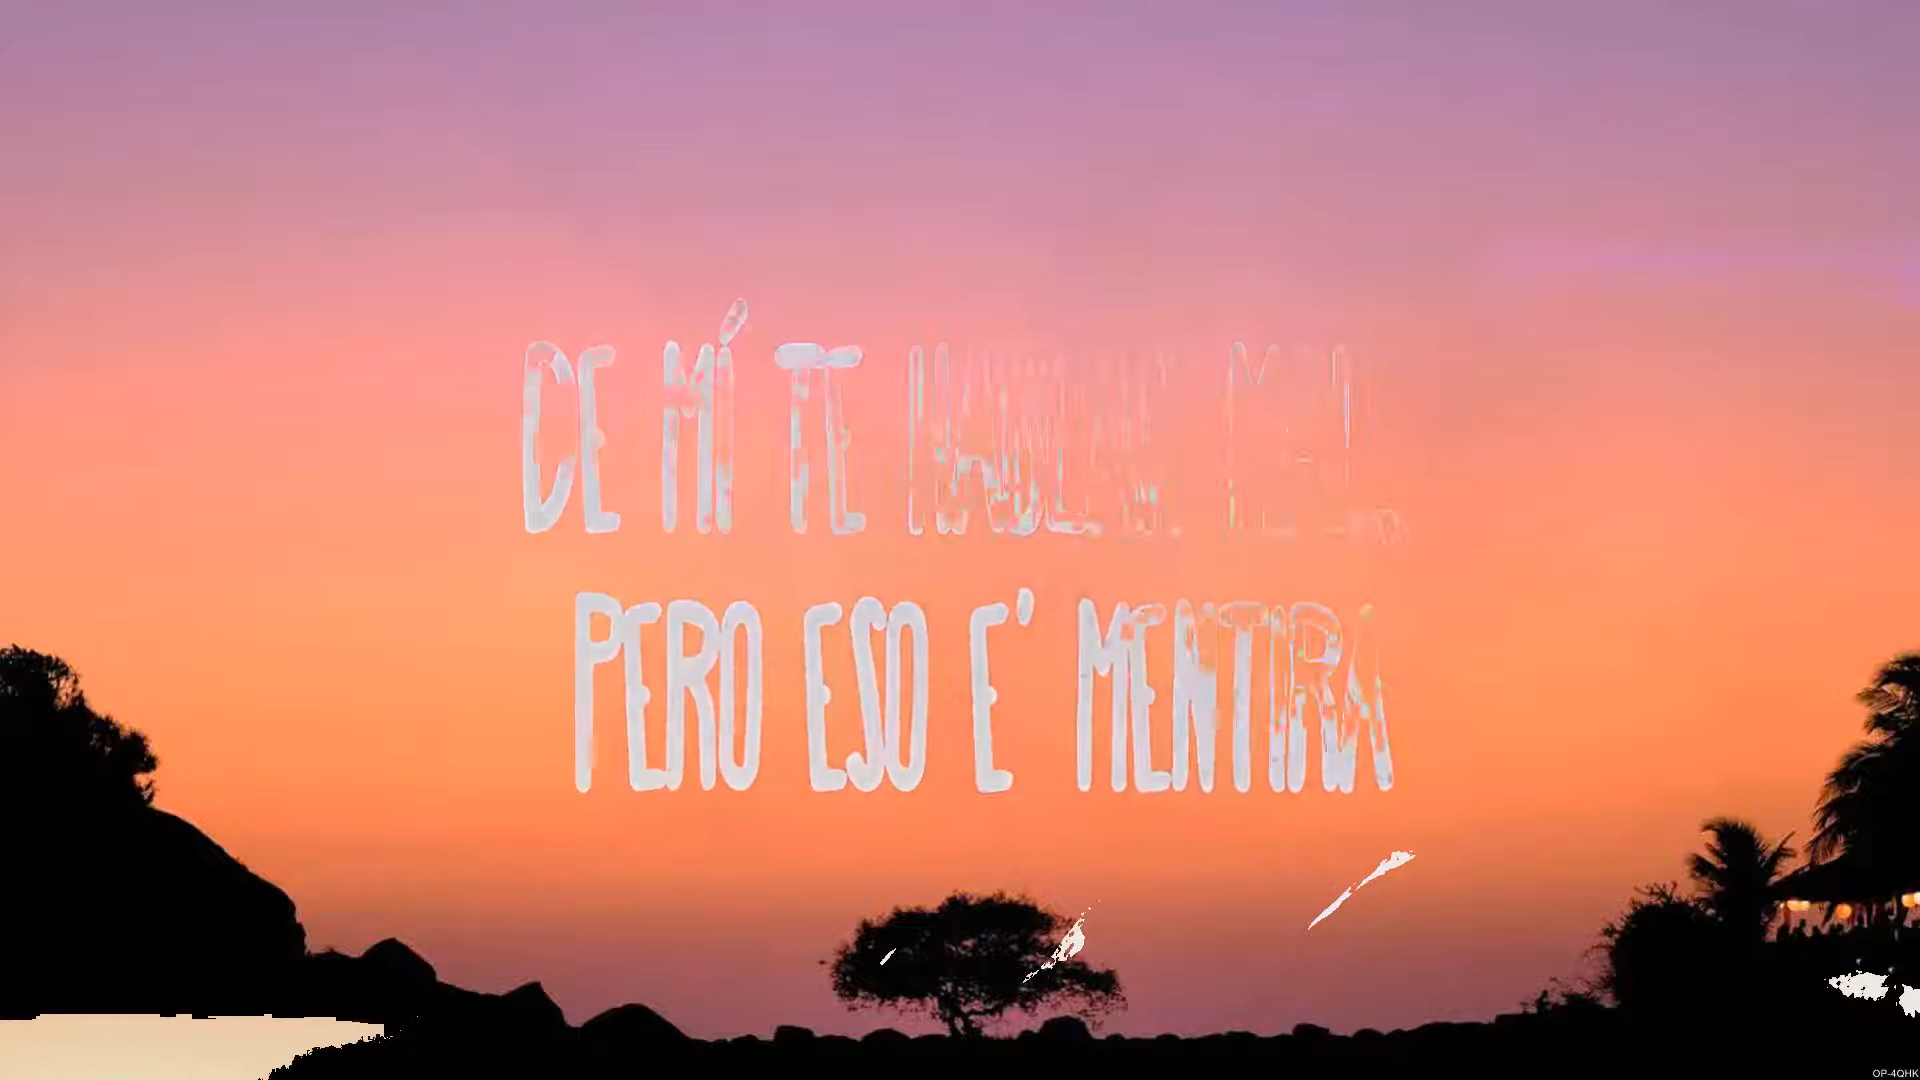 DE MÍ TE
PERO ESO E' MENTIRA
OP-4QHK